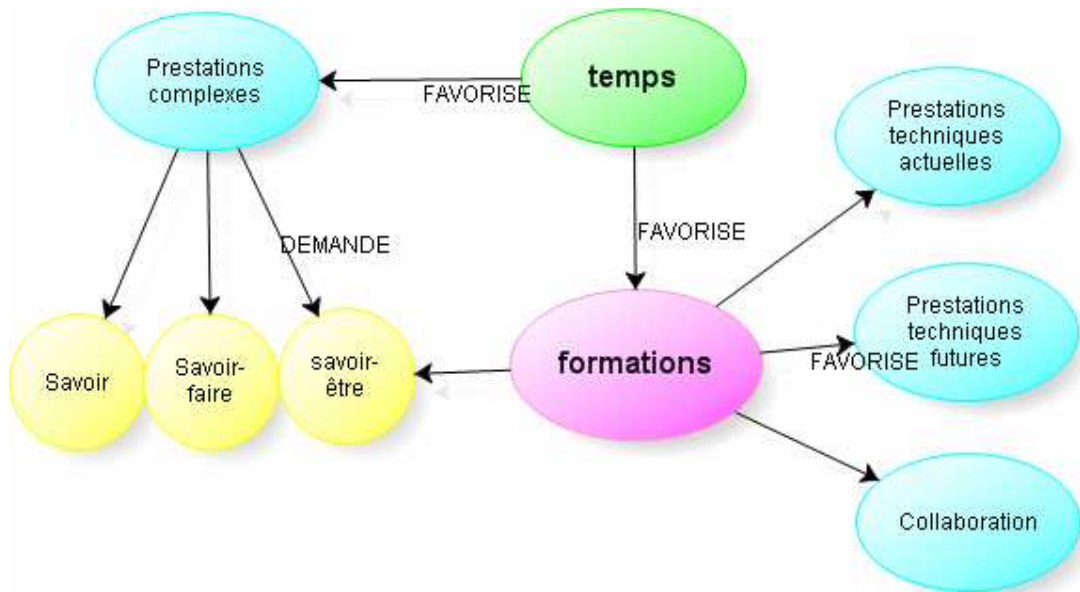 Prestations
complexes
FAVORISE
temps
Prestations
techniques
actuelles
DEMANDE
FAVORISE
Savoir
Savoir-
faire
savoir-
être
formations
Prestations
techniques
futures
FAVORISE
Collaboration